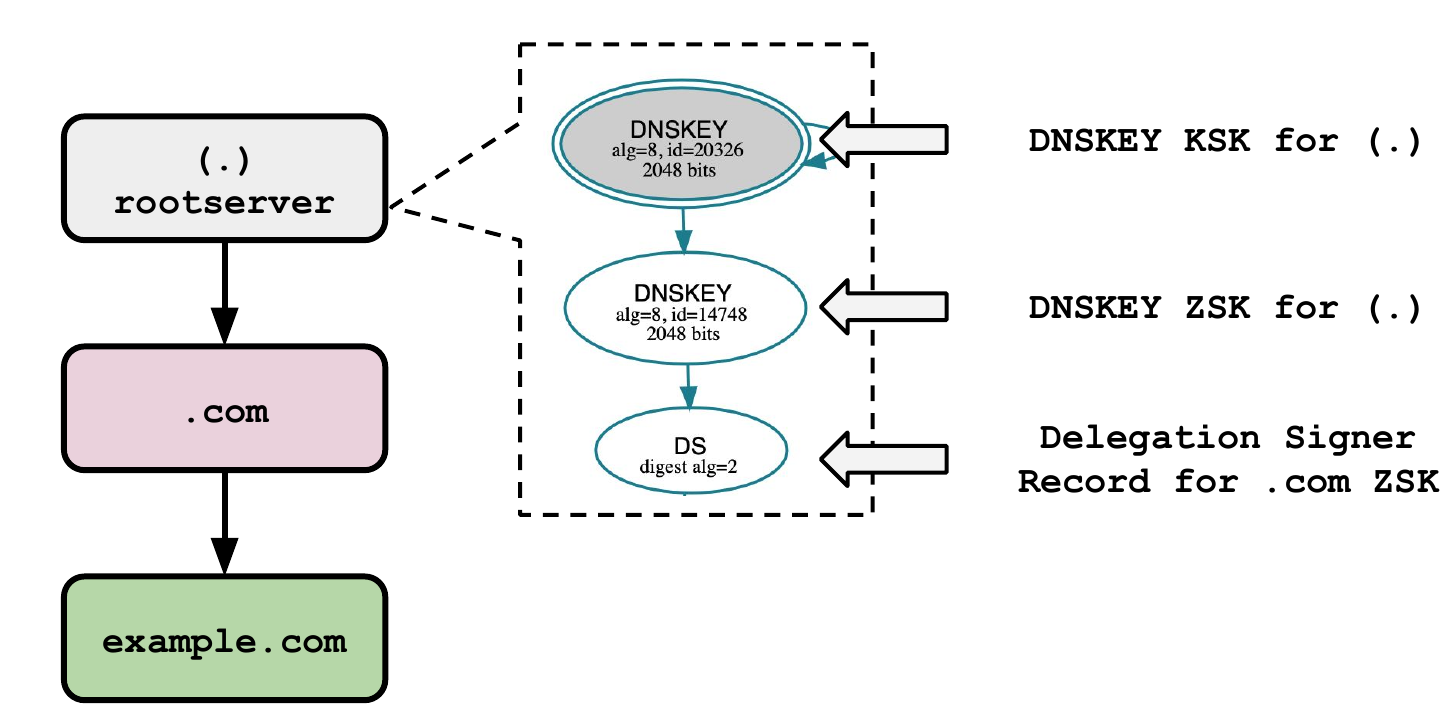 (.)
rootserver
.com
example.com
DNSKEY
alg=8, id=20326
2048 bits
DNSKEY
alg=8, id=14748
2048 bits
DS
digest alg=2
DNSKEY KSK for (.)
DNSKEY ZSK for (.)
Delegation Signer
Record for .com ZSK